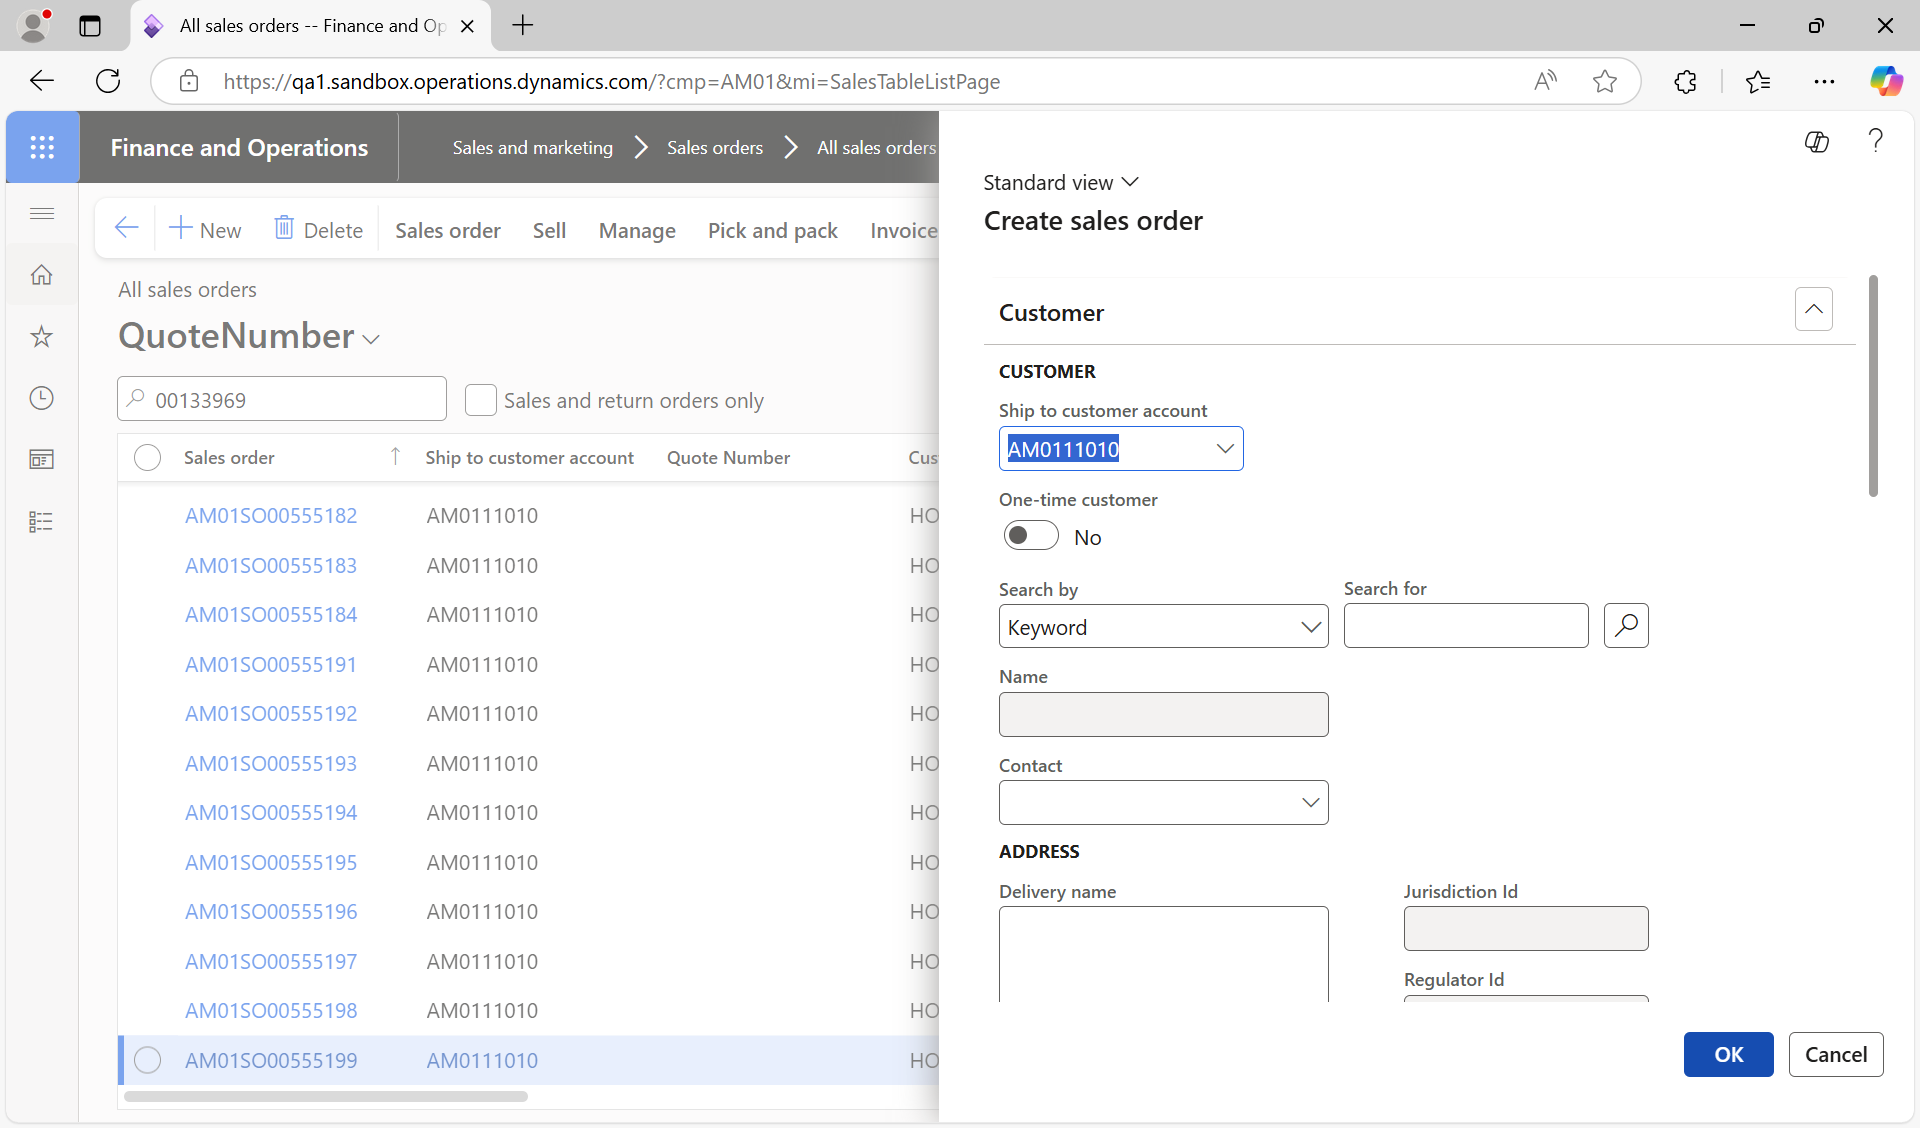 All sales orders -- Finance and Op
https://qa1.sandbox.operations.dynamics.com/?cmp=AM01&mi=SalesTableListPage
Finance and Operations
Sales and marketing > Sales orders > All sales orders
New
Delete
Sales order
Sell
Manage
Pick and pack
Invoice
All sales orders
QuoteNumber
00133969
Sales and return orders only
Sales order ↑ Ship to customer account Quote Number Cus
AM01SO00555182 AM0111010 HO
AM01SO00555183 AM0111010 HO
AM01SO00555184 AM0111010 HO
AM01SO00555191 AM0111010 HO
AM01SO00555192 AM0111010 HO
AM01SO00555193 AM0111010 HO
AM01SO00555194 AM0111010 HO
AM01SO00555195 AM0111010 HO
AM01SO00555196 AM0111010 HO
AM01SO00555197 AM0111010 HO
AM01SO00555198 AM0111010 HO
AM01SO00555199 AM0111010 HO
?
Standard view
Create sales order
Customer
CUSTOMER
Ship to customer account
AM0111010
One-time customer
No
Search by
Keyword
Search for
Name
Contact
ADDRESS
Delivery name
Jurisdiction Id
Regulator Id
OK
Cancel